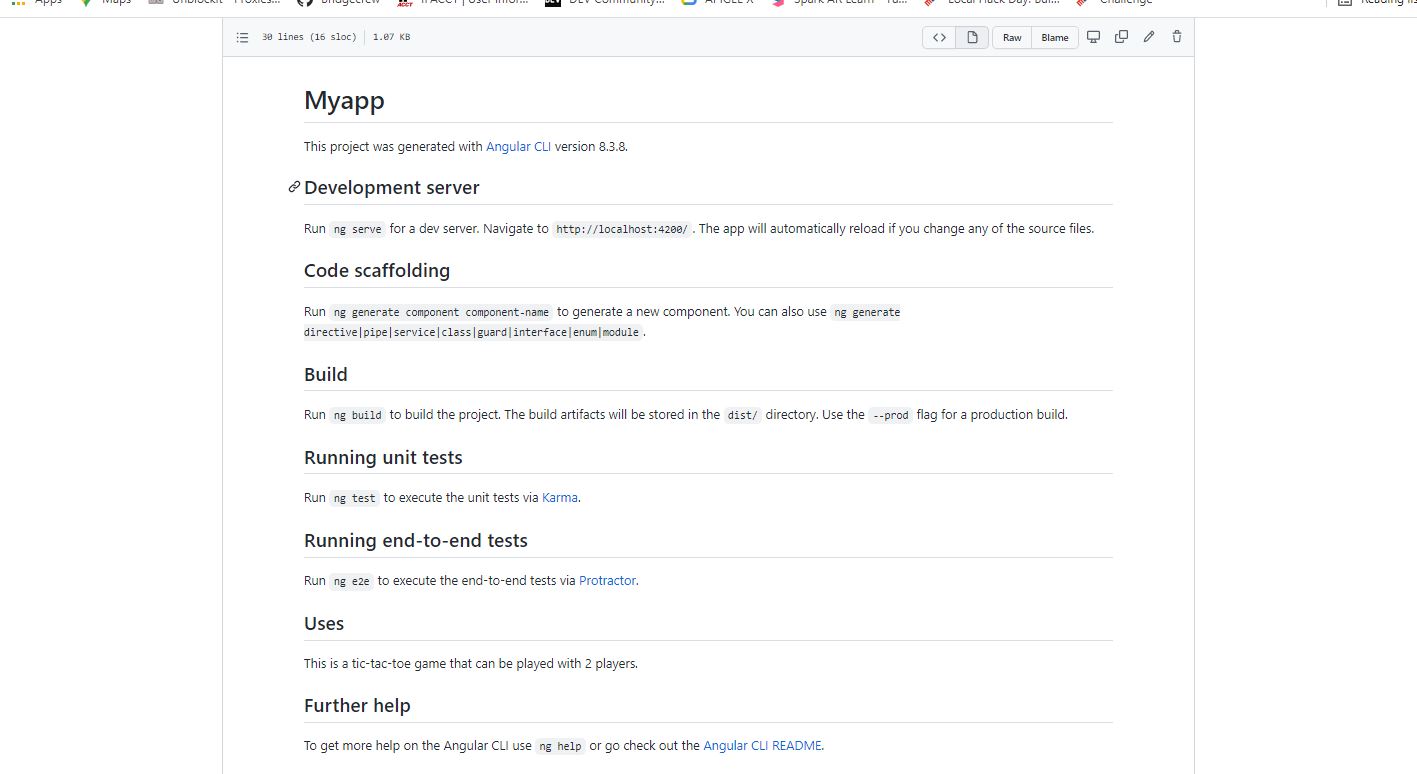 Apps Maps Unblockit - Proxies... Bridgecrew IFACCT | User Infor... DEV Community... APIGEE X Spark AR Learn - Tu... Local Hack Day: Buil... Challenge Reading list
30 lines (16 sloc) 1.07 KB Raw Blame
Myapp
This project was generated with Angular CLI version 8.3.8.
Development server
Run ng serve for a dev server. Navigate to http://localhost:4200/ . The app will automatically reload if you change any of the source files.
Code scaffolding
Run ng generate component component-name to generate a new component. You can also use ng generate
directive|pipe|service|class|guard|interface|enum|module .
Build
Run ng build to build the project. The build artifacts will be stored in the dist/ directory. Use the --prod flag for a production build.
Running unit tests
Run ng test to execute the unit tests via Karma.
Running end-to-end tests
Run ng e2e to execute the end-to-end tests via Protractor.
Uses
This is a tic-tac-toe game that can be played with 2 players.
Further help
To get more help on the Angular CLI use ng help or go check out the Angular CLI README.